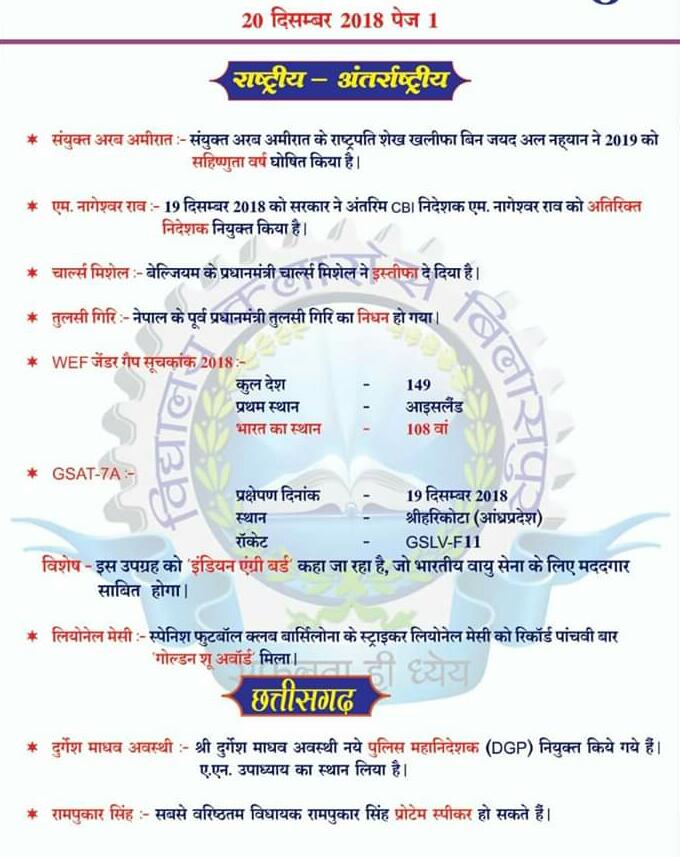 20 दिसम्बर 2018 पेज 1
राष्ट्रीय – अंतर्राष्ट्रीय
* संयुक्त अरब अमीरात :- संयुक्त अरब अमीरात के राष्ट्रपति शेख खलीफा बिन जयद अल नहयान ने 2019 को
सहिष्णुता वर्ष घोषित किया है।
* एम. नागेश्वर राव :- 19 दिसम्बर 2018 को सरकार ने अंतरिम CBI निदेशक एम. नागेश्वर राव को अतिरिक्त
निदेशक नियुक्त किया है।
* चार्ल्स मिशेल :- बेल्जियम के प्रधानमंत्री चार्ल्स मिशेल ने इस्तीफा दे दिया है।
* तुलसी गिरि :- नेपाल के पूर्व प्रधानमंत्री तुलसी गिरि का निधन हो गया।
* WEF जेंडर गैप सूचकांक 2018 :-
कुल देश - 149
प्रथम स्थान - आइसलैंड
भारत का स्थान - 108 वां
* GSAT-7A :-
प्रक्षेपण दिनांक - 19 दिसम्बर 2018
स्थान - श्रीहरिकोटा (आंध्रप्रदेश)
रॉकेट - GSLV-F11
विशेष - इस उपग्रह को 'इंडियन एंग्री बर्ड' कहा जा रहा है, जो भारतीय वायु सेना के लिए मददगार
साबित होगा।
* लियोनेल मेसी :- स्पेनिश फुटबॉल क्लब बार्सिलोना के स्ट्राइकर लियोनेल मेसी को रिकॉर्ड पांचवी बार
'गोल्डन शू अवॉर्ड' मिला।
छत्तीसगढ़
* दुर्गेश माधव अवस्थी :- श्री दुर्गेश माधव अवस्थी नये पुलिस महानिदेशक (DGP) नियुक्त किये गये हैं।
ए.एन. उपाध्याय का स्थान लिया है।
* रामपुकार सिंह :- सबसे वरिष्ठतम विधायक रामपुकार सिंह प्रोटेम स्पीकर हो सकते हैं।
विद्यालय क्लासेस बिलासपुर
सफलता ही ध्येय